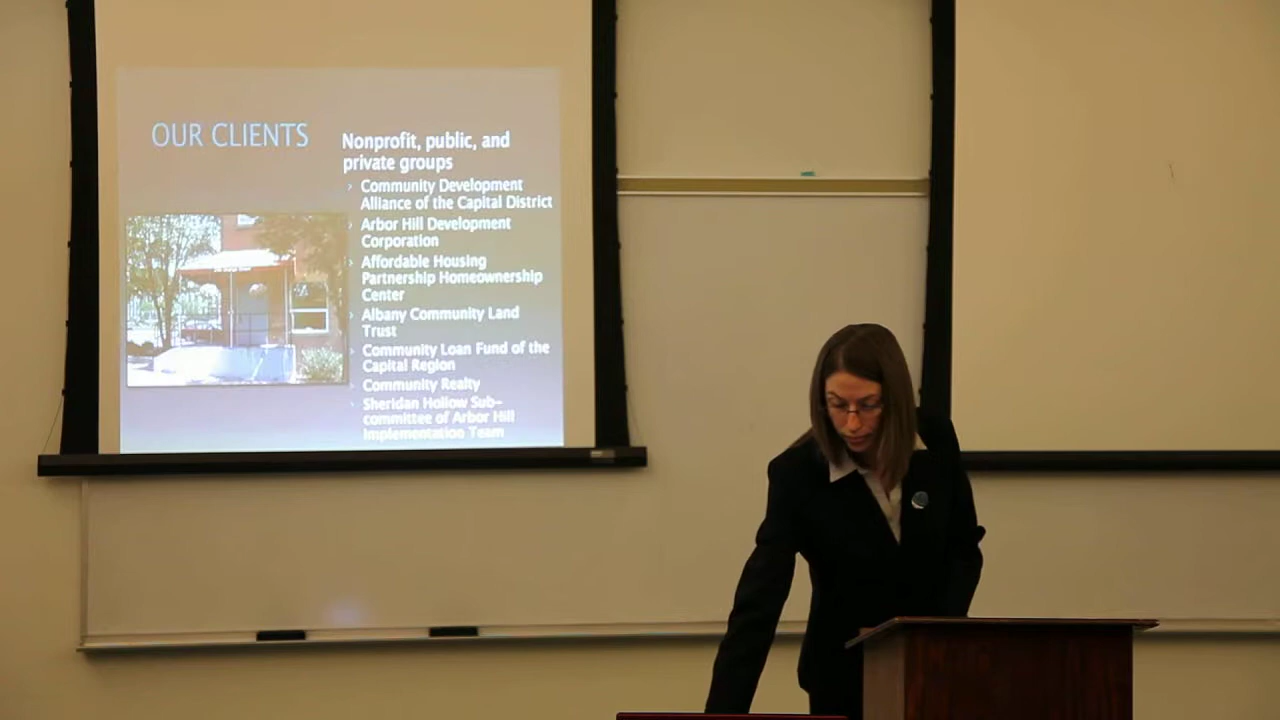 OUR CLIENTS
Nonprofit, public, and
private groups
Community Development
Alliance of the Capital District
Arbor Hill Development
Corporation
Affordable Housing
Partnership Homeownership
Center
Albany Community Land
Trust
Community Loan Fund of the
Capital Region
Community Realty
Sheridan Hollow Sub-
committee of Arbor Hill
Implementation Team